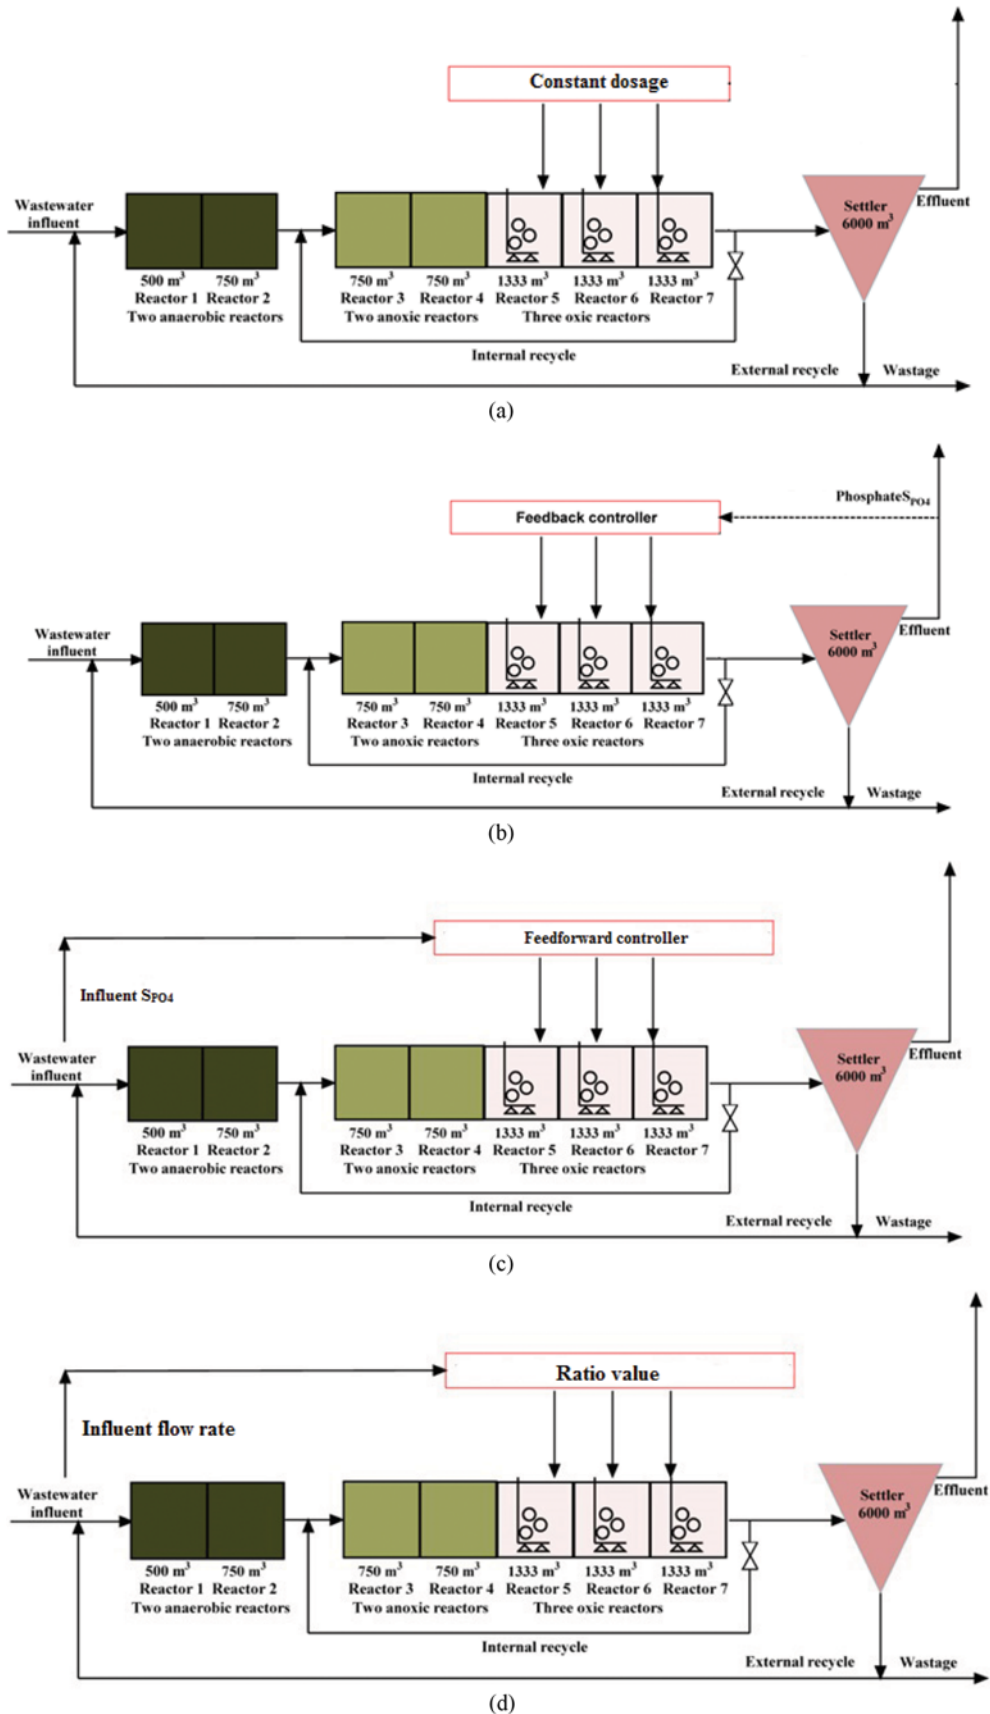 Constant dosage
Wastewater
influent
Settler
6000 m³
Effluent
500 m³ 750 m³ 750 m³ 750 m³ 1333 m³ 1333 m³ 1333 m³
Reactor 1 Reactor 2 Reactor 3 Reactor 4 Reactor 5 Reactor 6 Reactor 7
Two anaerobic reactors Two anoxic reactors Three oxic reactors
Internal recycle
External recycle Wastage
(a)
PhosphateS_PO4
Feedback controller
Wastewater
influent
Settler
6000 m³
Effluent
500 m³ 750 m³ 750 m³ 750 m³ 1333 m³ 1333 m³ 1333 m³
Reactor 1 Reactor 2 Reactor 3 Reactor 4 Reactor 5 Reactor 6 Reactor 7
Two anaerobic reactors Two anoxic reactors Three oxic reactors
Internal recycle
External recycle Wastage
(b)
Feedforward controller
Influent S_PO4
Wastewater
influent
Settler
6000 m³
Effluent
500 m³ 750 m³ 750 m³ 750 m³ 1333 m³ 1333 m³ 1333 m³
Reactor 1 Reactor 2 Reactor 3 Reactor 4 Reactor 5 Reactor 6 Reactor 7
Two anaerobic reactors Two anoxic reactors Three oxic reactors
Internal recycle
External recycle Wastage
(c)
Ratio value
Influent flow rate
Wastewater
influent
Settler
6000 m³
Effluent
500 m³ 750 m³ 750 m³ 750 m³ 1333 m³ 1333 m³ 1333 m³
Reactor 1 Reactor 2 Reactor 3 Reactor 4 Reactor 5 Reactor 6 Reactor 7
Two anaerobic reactors Two anoxic reactors Three oxic reactors
Internal recycle
External recycle Wastage
(d)